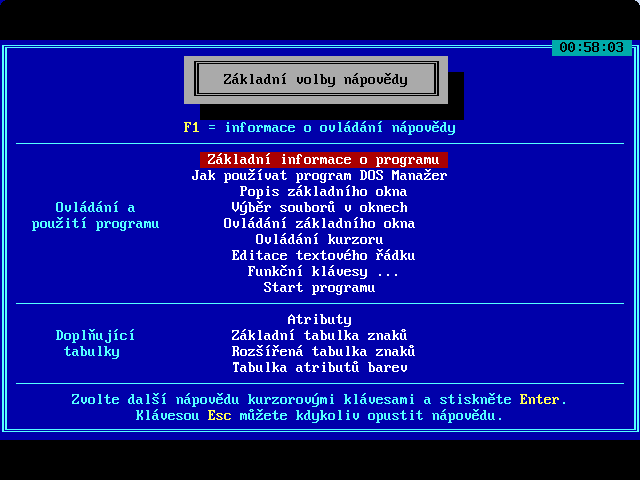 00:58:03
Základní volby nápovědy
F1 = informace o ovládání nápovědy
Základní informace o programu
Jak používat program DOS Manažer
Popis základního okna
Ovládání a
Výběr souborů v oknech
použití programu
Ovládání základního okna
Ovládání kurzoru
Editace textového řádku
Funkční klávesy ...
Start programu
Atributy
Doplňující
Základní tabulka znaků
tabulky
Rozšířená tabulka znaků
Tabulka atributů barev
Zvolte další nápovědu kurzorovými klávesami a stiskněte Enter.
Klávesou Esc můžete kdykoliv opustit nápovědu.